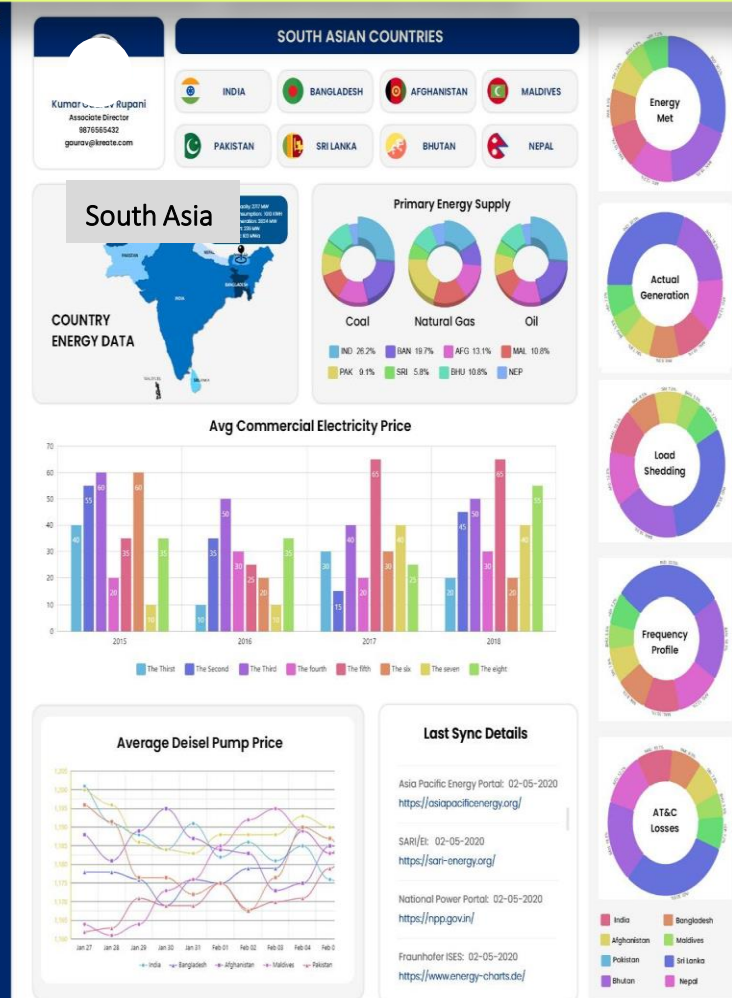 SOUTH ASIAN COUNTRIES
Rupani
Associate Director
9876565432
gourav@kreate.com
INDIA
BANGLADESH
AFGHANISTAN
MALDIVES
PAKISTAN
SRI LANKA
BHUTAN
NEPAL
South Asia
COUNTRY
ENERGY DATA
PAKISTAN
INDIA
BANGLADESH
Primary Energy Supply
Coal
Natural Gas
Oil
IND 26.2%
BAN 19.7%
AFG 13.1%
MAL 10.8%
PAK 9.1%
SRI 5.8%
BHU 10.8%
NEP
Avg Commercial Electricity Price
70
60
50
40
30
20
10
0
40 55 60 20 35 60 10 35
10 35 50 30 25 20 10 35
30 15 40 20 65 30 40 25
20 45 50 30 65 20 40 55
2015
2016
2017
2018
The Thirst
The Second
The Third
The fourth
The fifth
The six
The seven
The eight
Average Deisel Pump Price
Jan 27
Jan 28
Jan 29
Jan 30
Jan 31
Feb 01
Feb 02
Feb 03
Feb 04
Feb 0
India
Bangladesh
Afghanistan
Maldives
Pakistan
Last Sync Details
Asia Pacific Energy Portal: 02-05-2020
https://asiapacificenergy.org/
SARI/EI: 02-05-2020
https://sari-energy.org/
National Power Portal: 02-05-2020
https://npp.gov.in/
Fraunhofer ISES: 02-05-2020
https://www.energy-charts.de/
Energy
Met
Actual
Generation
Load
Shedding
Frequency
Profile
AT&C
Losses
India
Bangladesh
Afghanistan
Maldives
Pakistan
Sri Lanka
Bhutan
Nepal